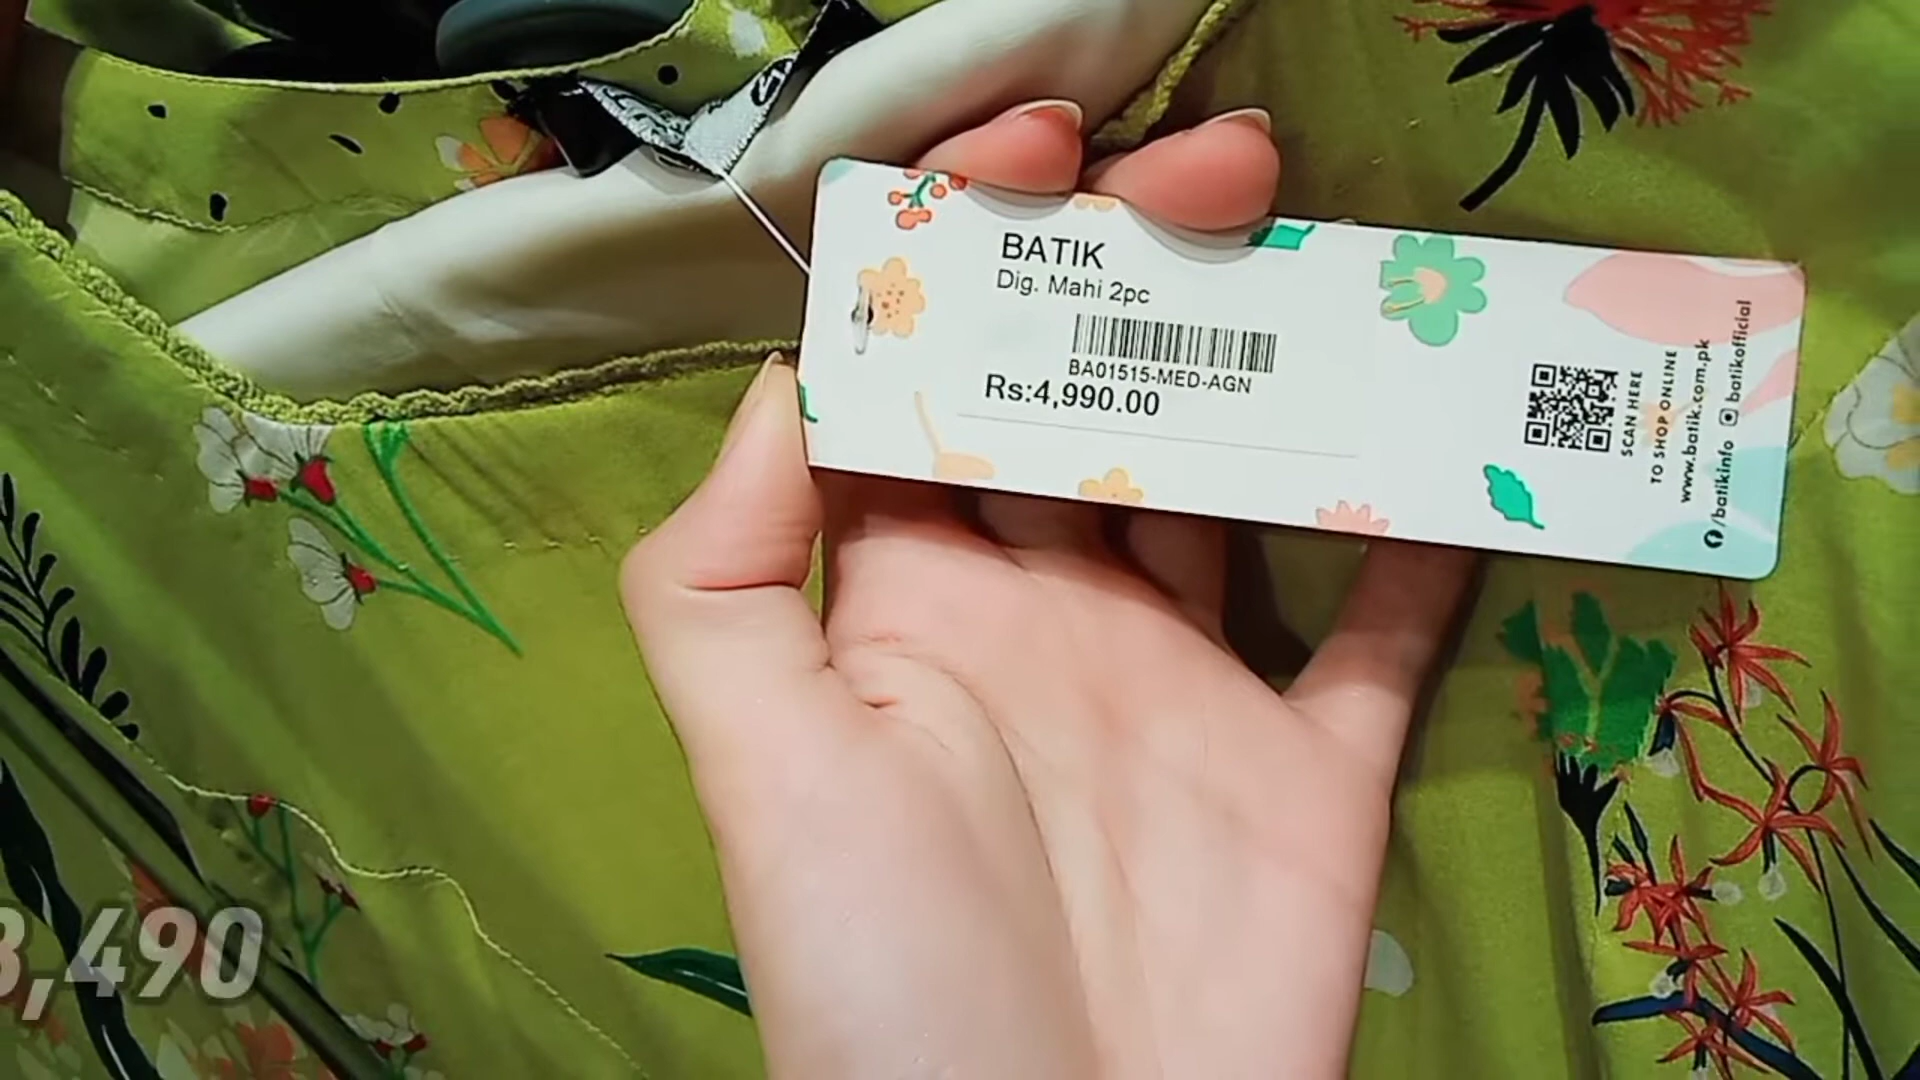 BATIK
Dig. Mahi 2pc
BA01515-MED-AGN
Rs:4,990.00
SCAN HERE
TO SHOP ONLINE
www.batik.com.pk
/batikinfo batikofficial
3,490